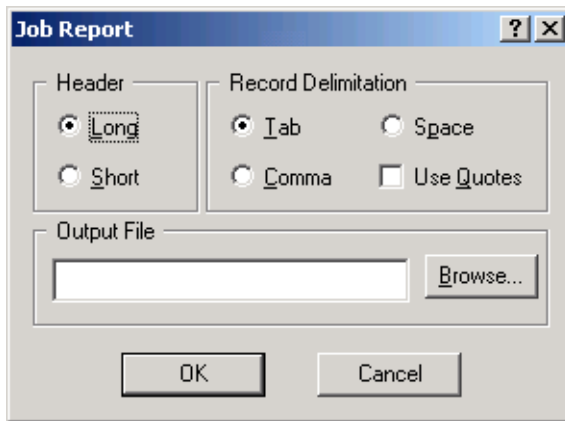 Job Report
Header
Long
Short
Record Delimitation
Tab
Space
Comma
Use Quotes
Output File
Browse...
OK
Cancel